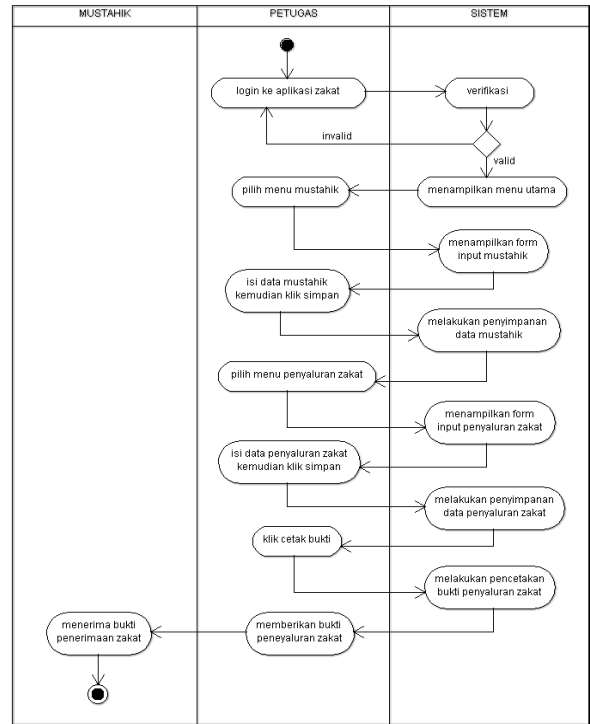 MUSTAHIK
PETUGAS
SISTEM
login ke aplikasi zakat
verifikasi
invalid
valid
pilih menu mustahik
menampilkan menu utama
menampilkan form
input mustahik
isi data mustahik
kemudian klik simpan
melakukan penyimpanan
data mustahik
pilih menu penyaluran zakat
menampilkan form
input penyaluran zakat
isi data penyaluran zakat
kemudian klik simpan
melakukan penyimpanan
data penyaluran zakat
klik cetak bukti
melakukan pencetakan
bukti penyaluran zakat
menerima bukti
penerimaan zakat
memberikan bukti
peneyaluran zakat